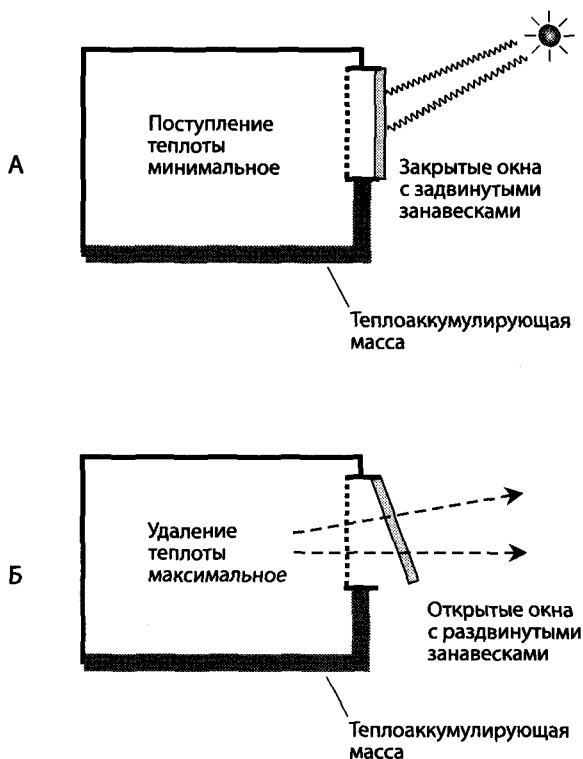 А
Поступление
теплоты
минимальное
Закрытые окна
с задвинутыми
занавесками
Теплоаккумулирующая
масса
Б
Удаление
теплоты
максимальное
Открытые окна
с раздвинутыми
занавесками
Теплоаккумулирующая
масса